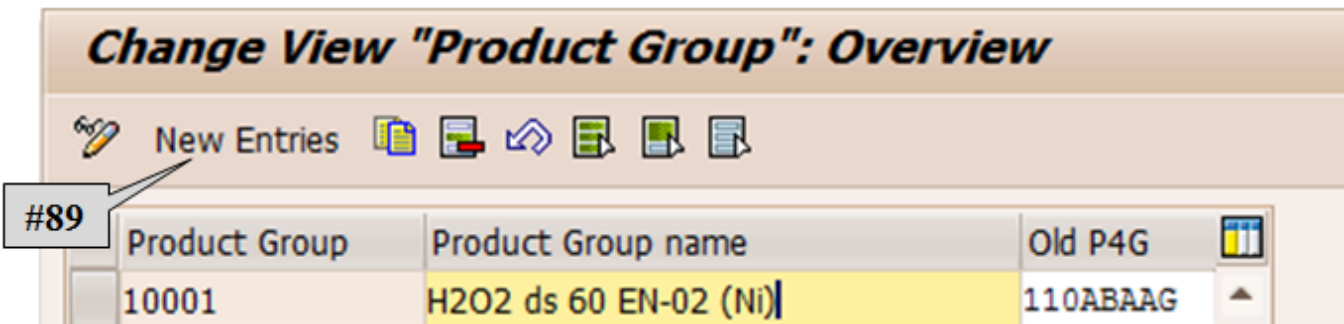 Change View "Product Group": Overview
New Entries
#89
Product Group Product Group name Old P4G
10001 H2O2 ds 60 EN-02 (Ni) 110ABAAG